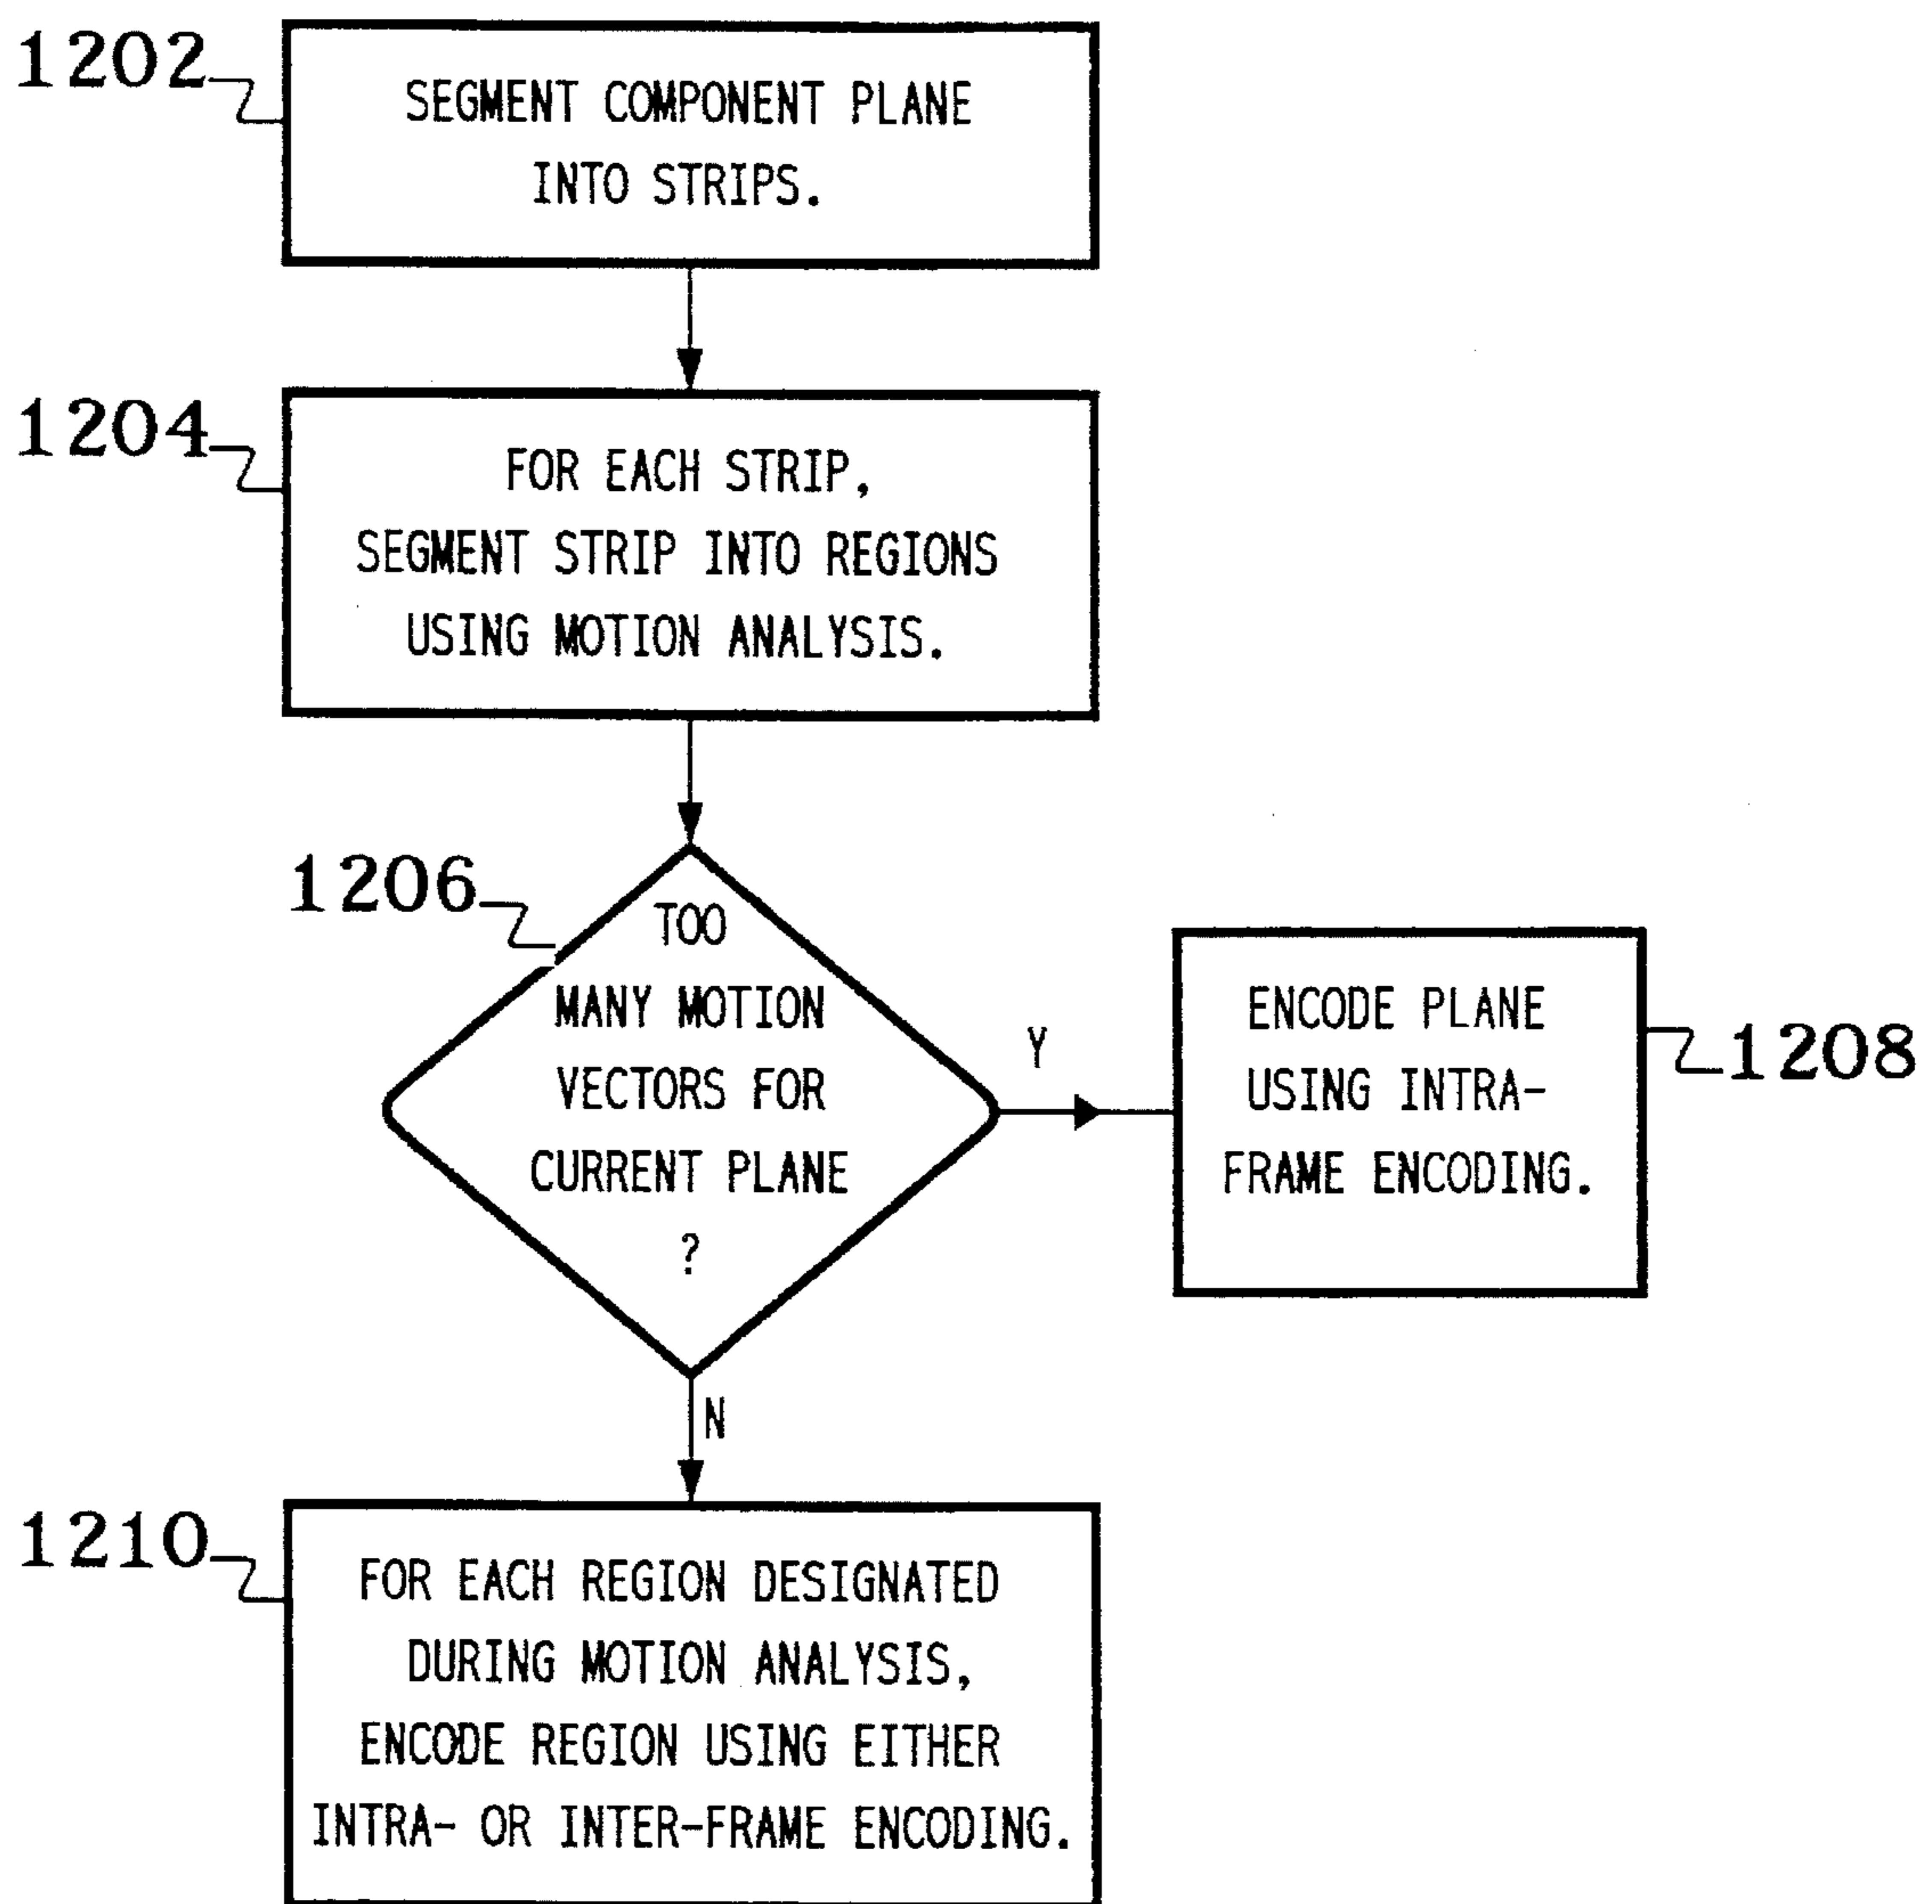 1202
SEGMENT COMPONENT PLANE
INTO STRIPS.
1204
FOR EACH STRIP,
SEGMENT STRIP INTO REGIONS
USING MOTION ANALYSIS.
1206
TOO
MANY MOTION
VECTORS FOR
CURRENT PLANE
?
Y
ENCODE PLANE
USING INTRA-
FRAME ENCODING.
1208
N
1210
FOR EACH REGION DESIGNATED
DURING MOTION ANALYSIS,
ENCODE REGION USING EITHER
INTRA- OR INTER-FRAME ENCODING.